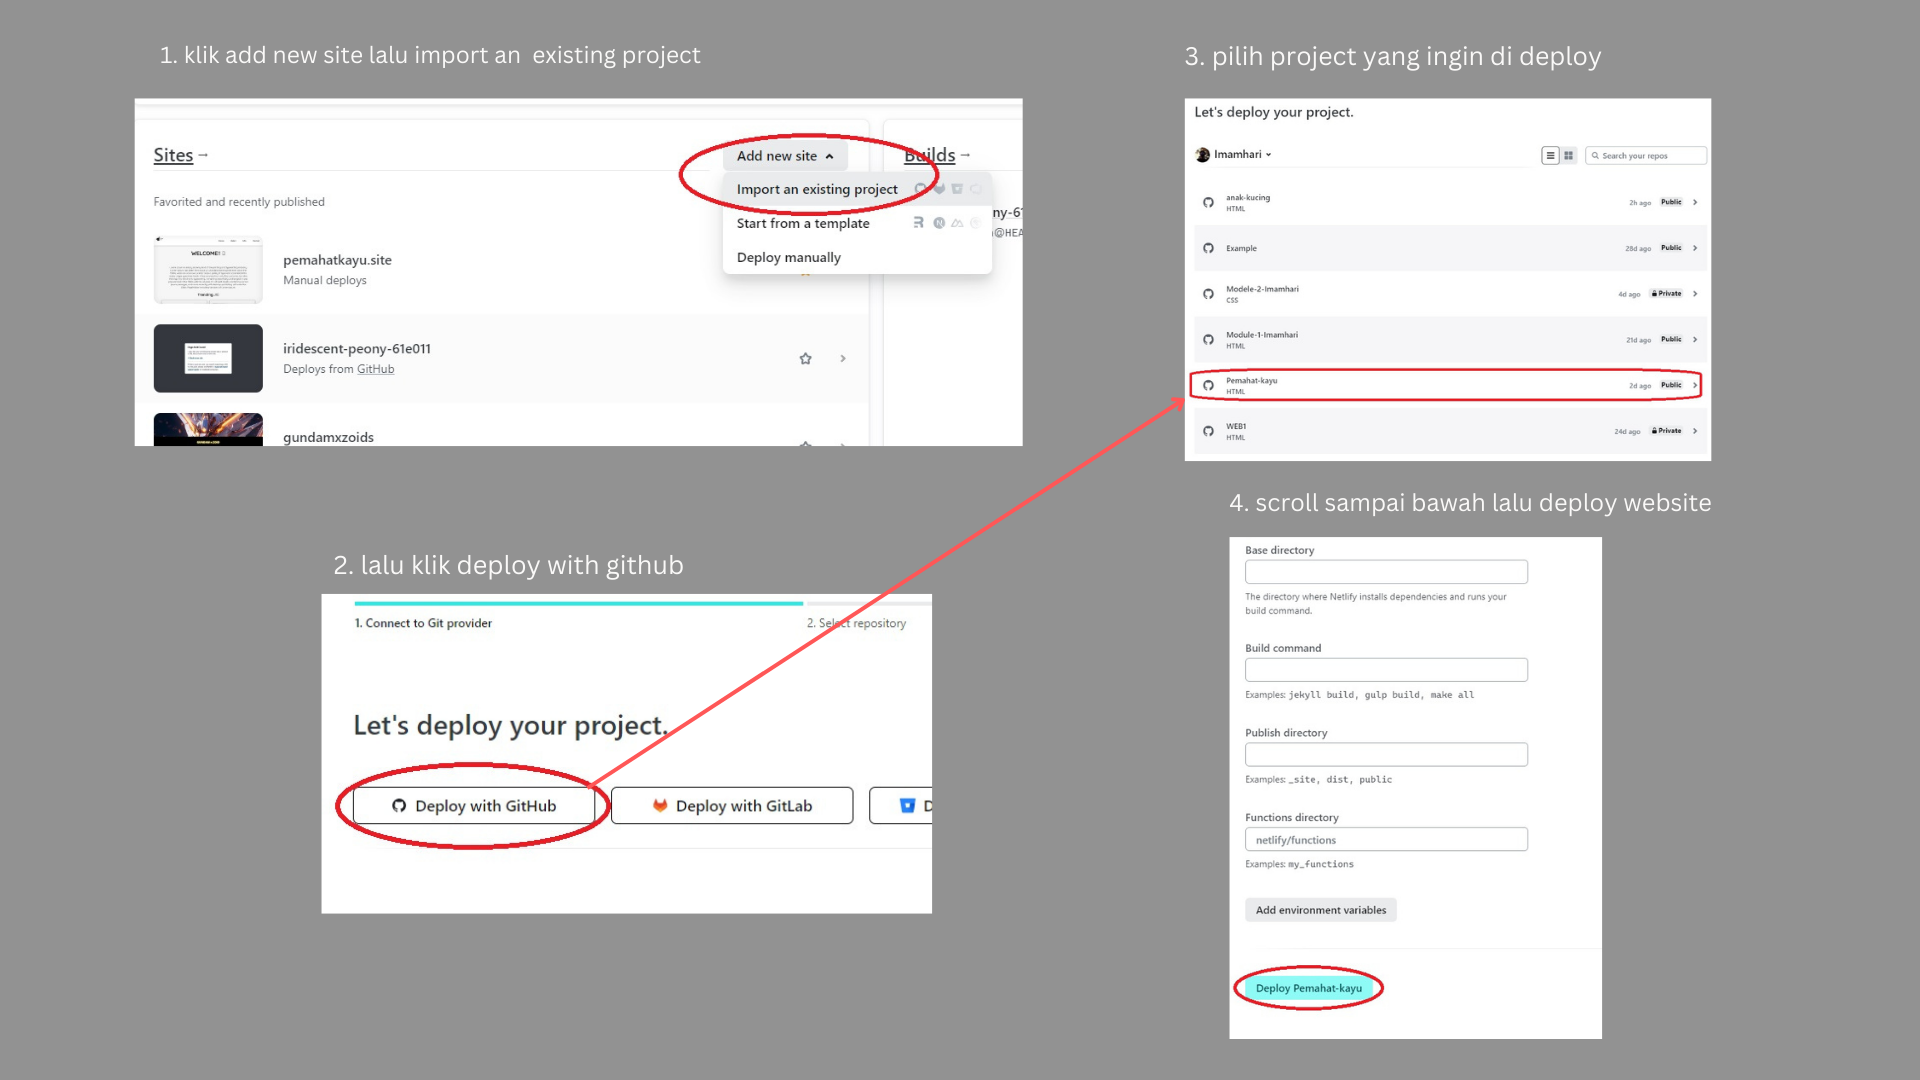 1. klik add new site lalu import an  existing project
Sites →
Add new site
Builds →
Import an existing project
Favorited and recently published
Start from a template
ny-61
@HEA
Deploy manually
WELCOME!
pemahatkayu.site
Manual deploys
iridescent-peony-61e011
Deploys from GitHub
gundamxzoids
2. lalu klik deploy with github
1. Connect to Git provider
2. Select repository
Let's deploy your project.
Deploy with GitHub
Deploy with GitLab
D
3. pilih project yang ingin di deploy
Let's deploy your project.
Imamhari
Search your repos
anak-kucing
HTML
2h ago Public
Example
28d ago Public
Modele-2-Imamhari
CSS
4d ago Private
Module-1-Imamhari
HTML
21d ago Public
Pemahat-kayu
HTML
2d ago Public
WEB1
HTML
24d ago Private
4. scroll sampai bawah lalu deploy website
Base directory
The directory where Netlify installs dependencies and runs your
build command.
Build command
Examples: jekyll build, gulp build, make all
Publish directory
Examples: _site, dist, public
Functions directory
netlify/functions
Examples: my_functions
Add environment variables
Deploy Pemahat-kayu